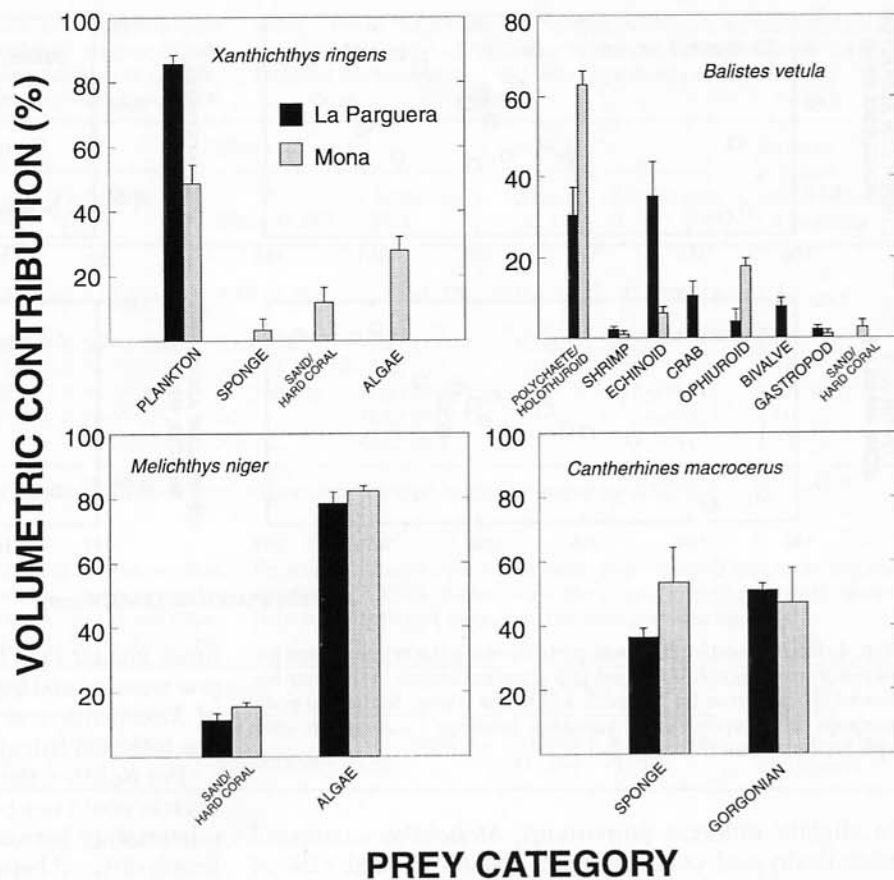 VOLUMETRIC CONTRIBUTION (%)
100
80
60
40
20
Xanthichthys ringens
La Parguera
Mona
PLANKTON
SPONGE
SAND/
HARD CORAL
ALGAE
80
60
40
20
Balistes vetula
POLYCHAETE/
HOLOTHUROID
SHRIMP
ECHINOID
CRAB
OPHIUROID
BIVALVE
GASTROPOD
SAND/
HARD CORAL
100
80
60
40
20
Melichthys niger
SAND/
HARD CORAL
ALGAE
100
80
60
40
20
Cantherhines macrocerus
SPONGE
GORGONIAN
PREY CATEGORY